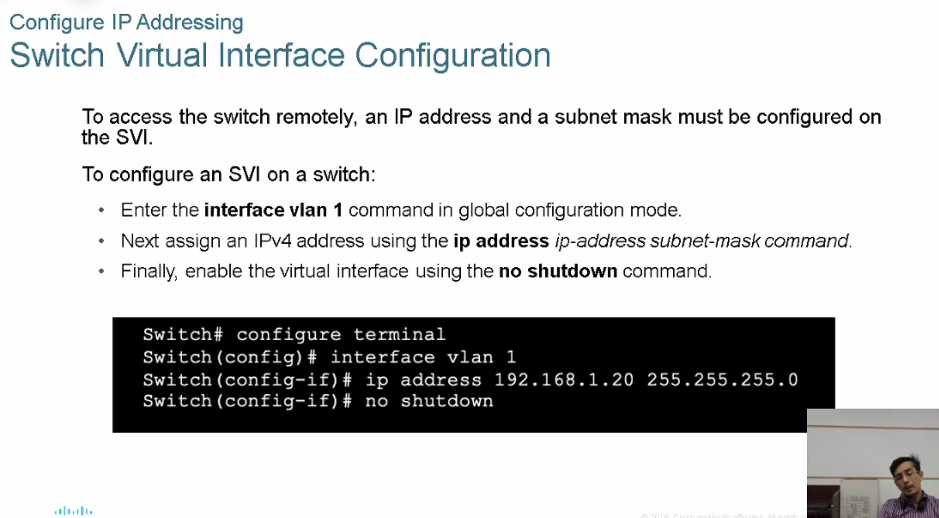 Configure IP Addressing
Switch Virtual Interface Configuration
To access the switch remotely, an IP address and a subnet mask must be configured on
the SVI.
To configure an SVI on a switch:
• Enter the interface vlan 1 command in global configuration mode.
• Next assign an IPv4 address using the ip address ip-address subnet-mask command.
• Finally, enable the virtual interface using the no shutdown command.
Switch# configure terminal
Switch(config)# interface vlan 1
Switch(config-if)# ip address 192.168.1.20 255.255.255.0
Switch(config-if)# no shutdown